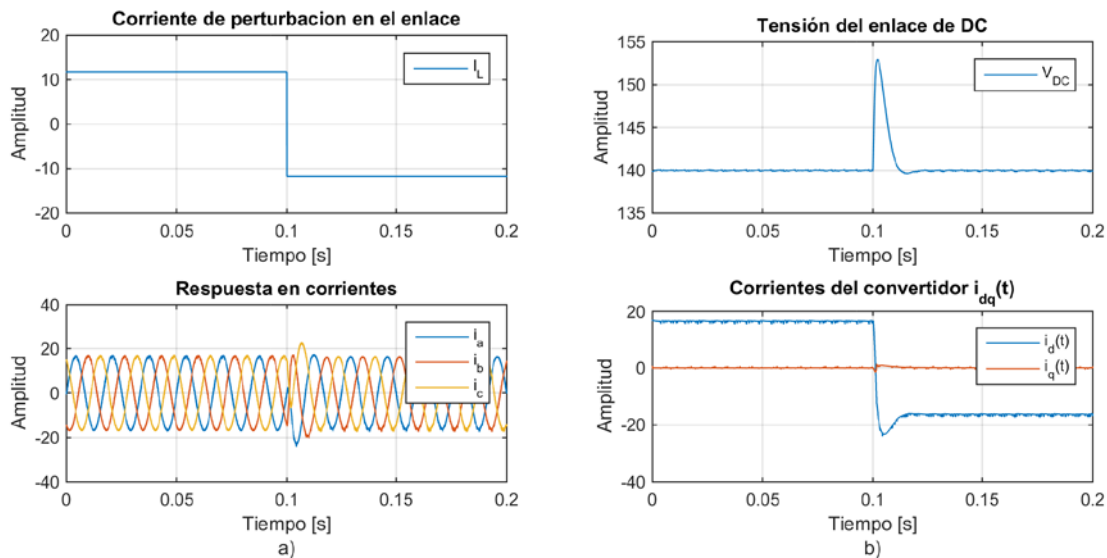 Corriente de perturbacion en el enlace
20
10
0
-10
-20
Amplitud
I_L
0 0.05 0.1 0.15 0.2
Tiempo [s]
Respuesta en corrientes
40
20
0
-20
-40
Amplitud
i_a
i_b
i_c
0 0.05 0.1 0.15 0.2
Tiempo [s]
a)
Tensión del enlace de DC
155
150
145
140
135
Amplitud
V_DC
0 0.05 0.1 0.15 0.2
Tiempo [s]
Corrientes del convertidor i_dq(t)
20
0
-20
-40
Amplitud
i_d(t)
i_q(t)
0 0.05 0.1 0.15 0.2
Tiempo [s]
b)